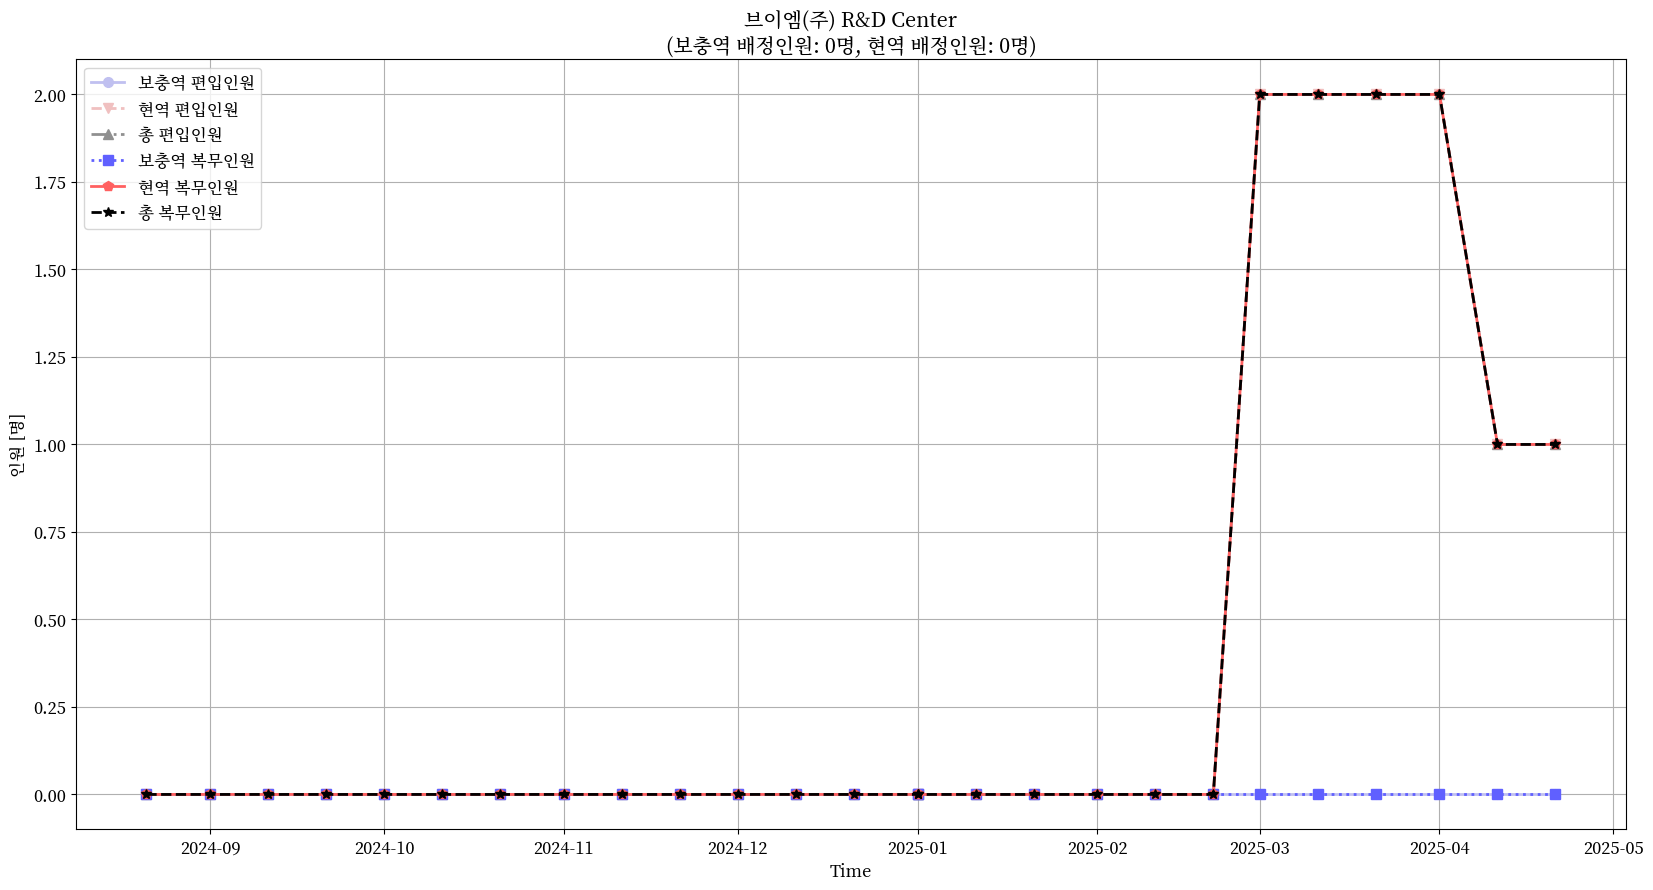 브이엠(주) R&D Center
(보충역 배정인원: 0명, 현역 배정인원: 0명)
보충역 편입인원
현역 편입인원
총 편입인원
보충역 복무인원
현역 복무인원
총 복무인원
2.00
1.75
1.50
1.25
1.00
0.75
0.50
0.25
0.00
인원 [명]
2024-09
2024-10
2024-11
2024-12
2025-01
2025-02
2025-03
2025-04
2025-05
Time